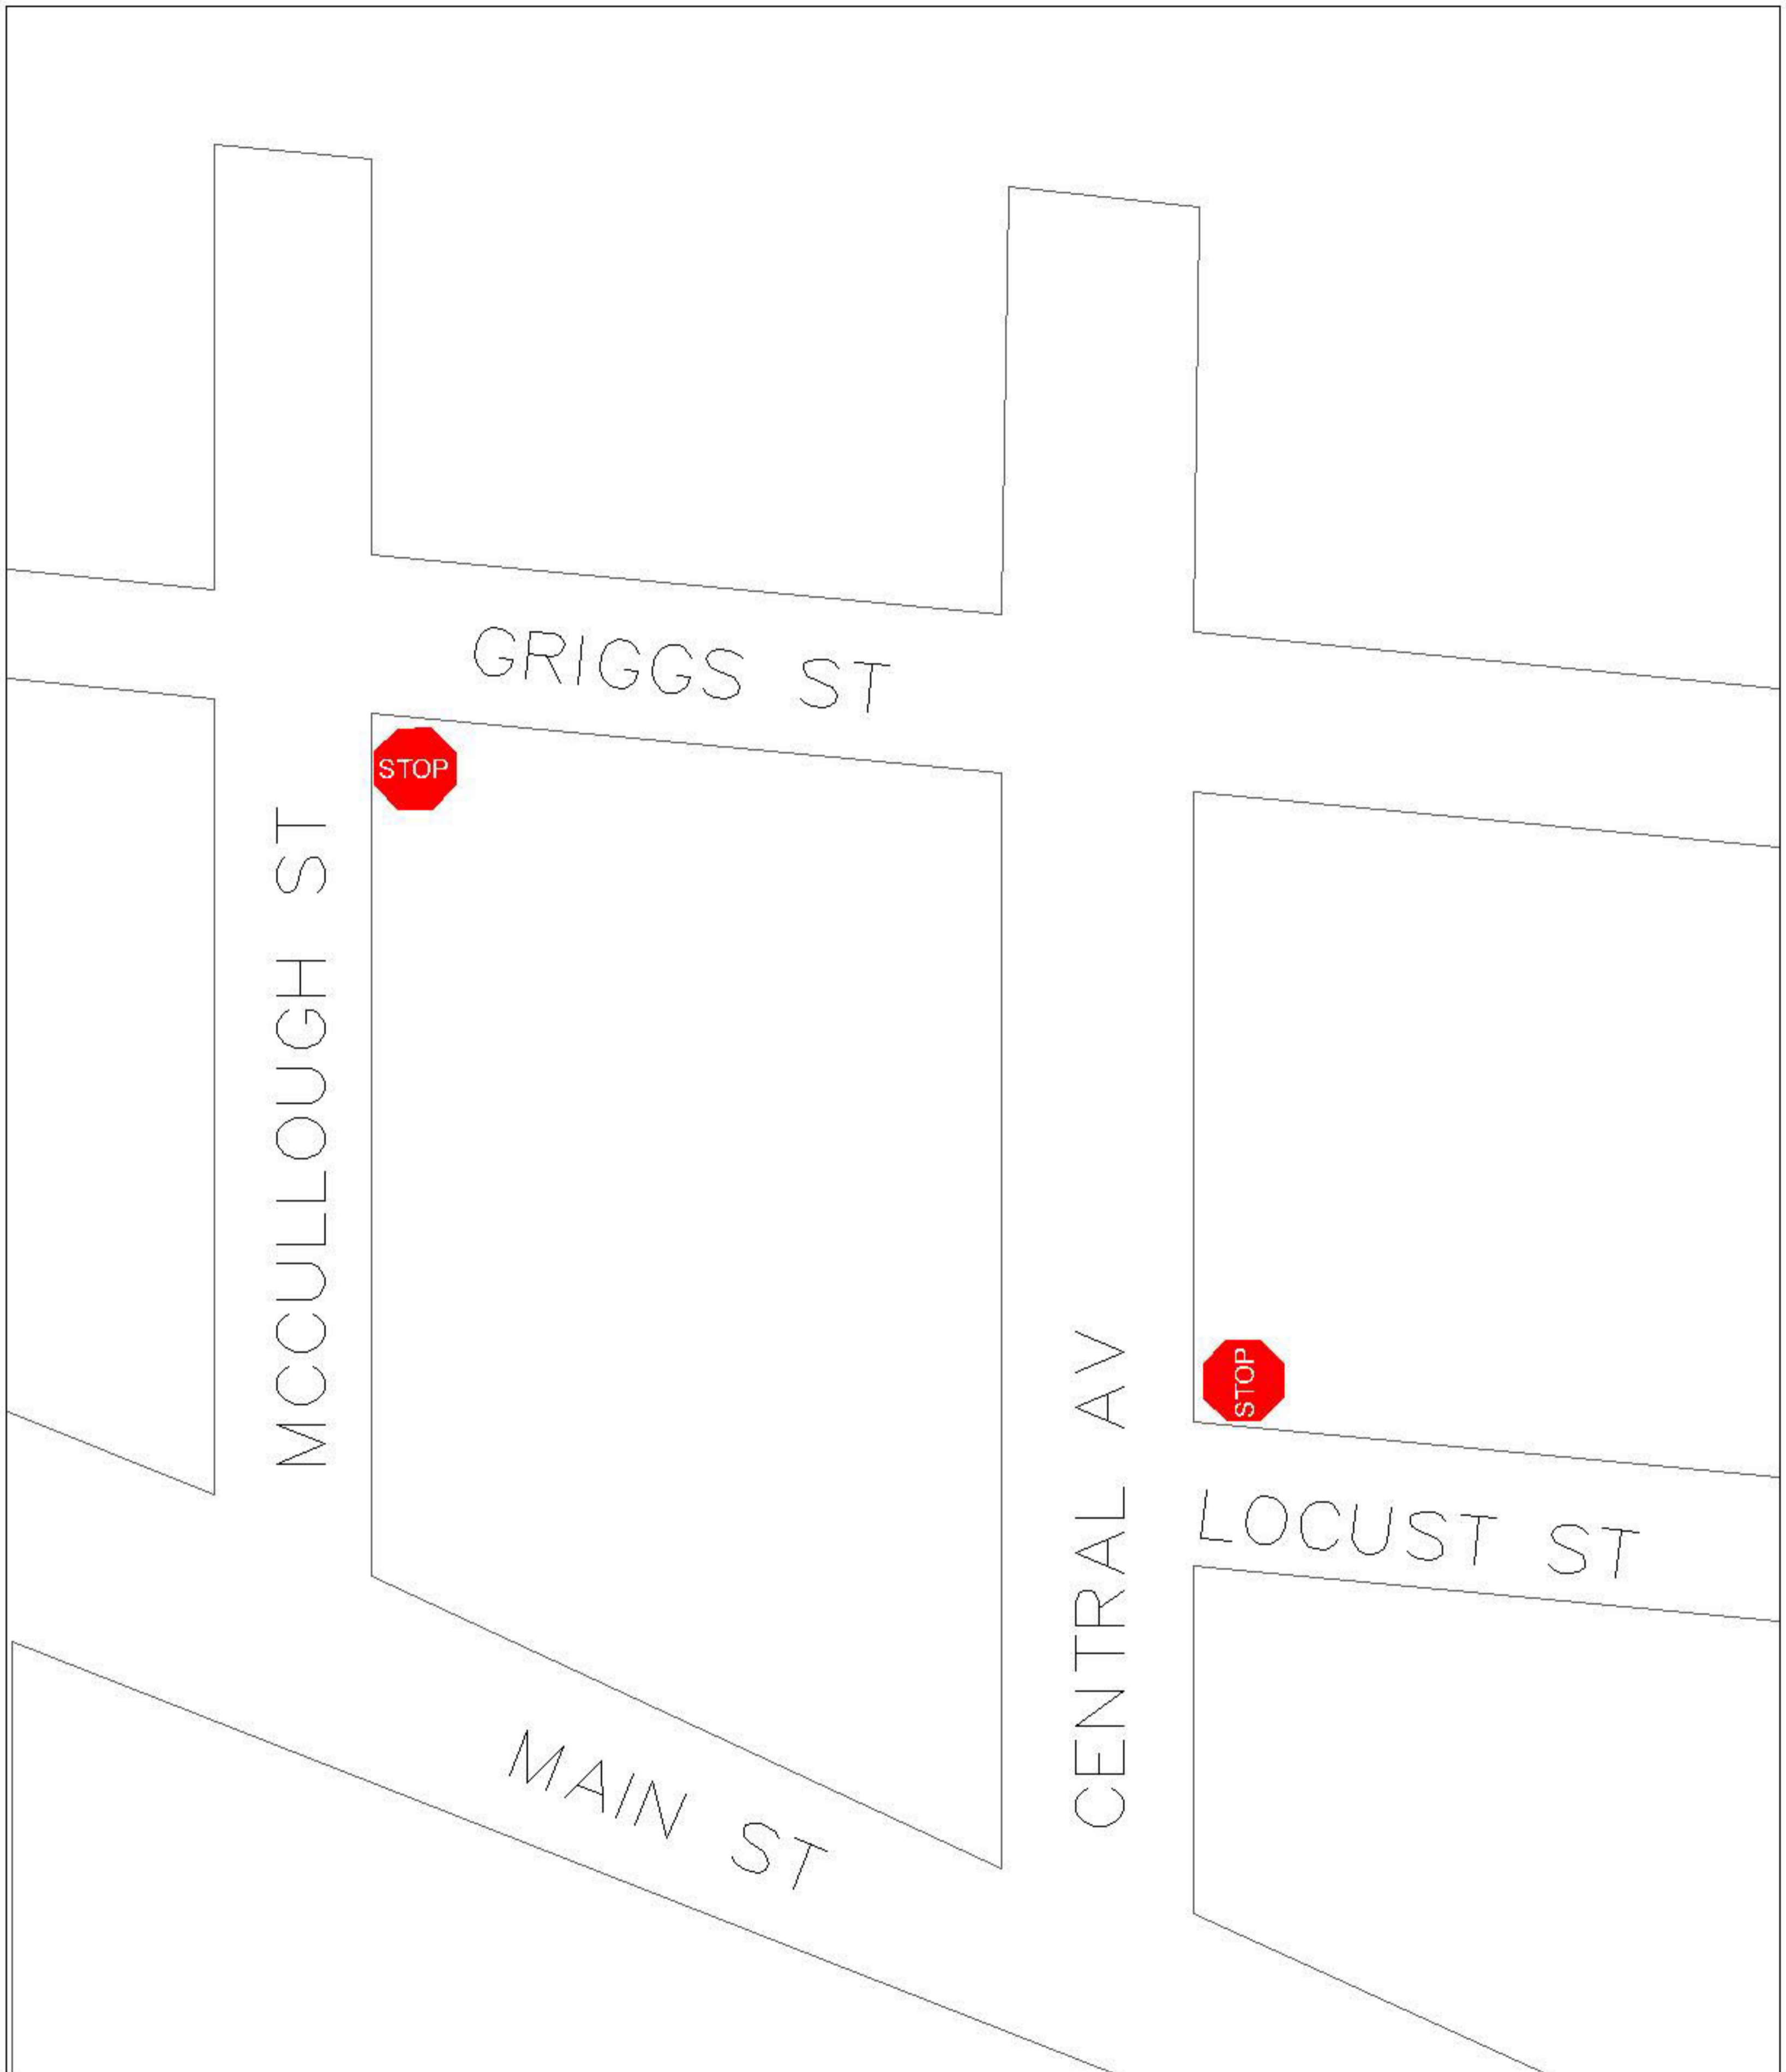 GRIGGS ST
STOP
MCCULLOUGH ST
STOP
CENTRAL AV
LOCUST ST
MAIN ST